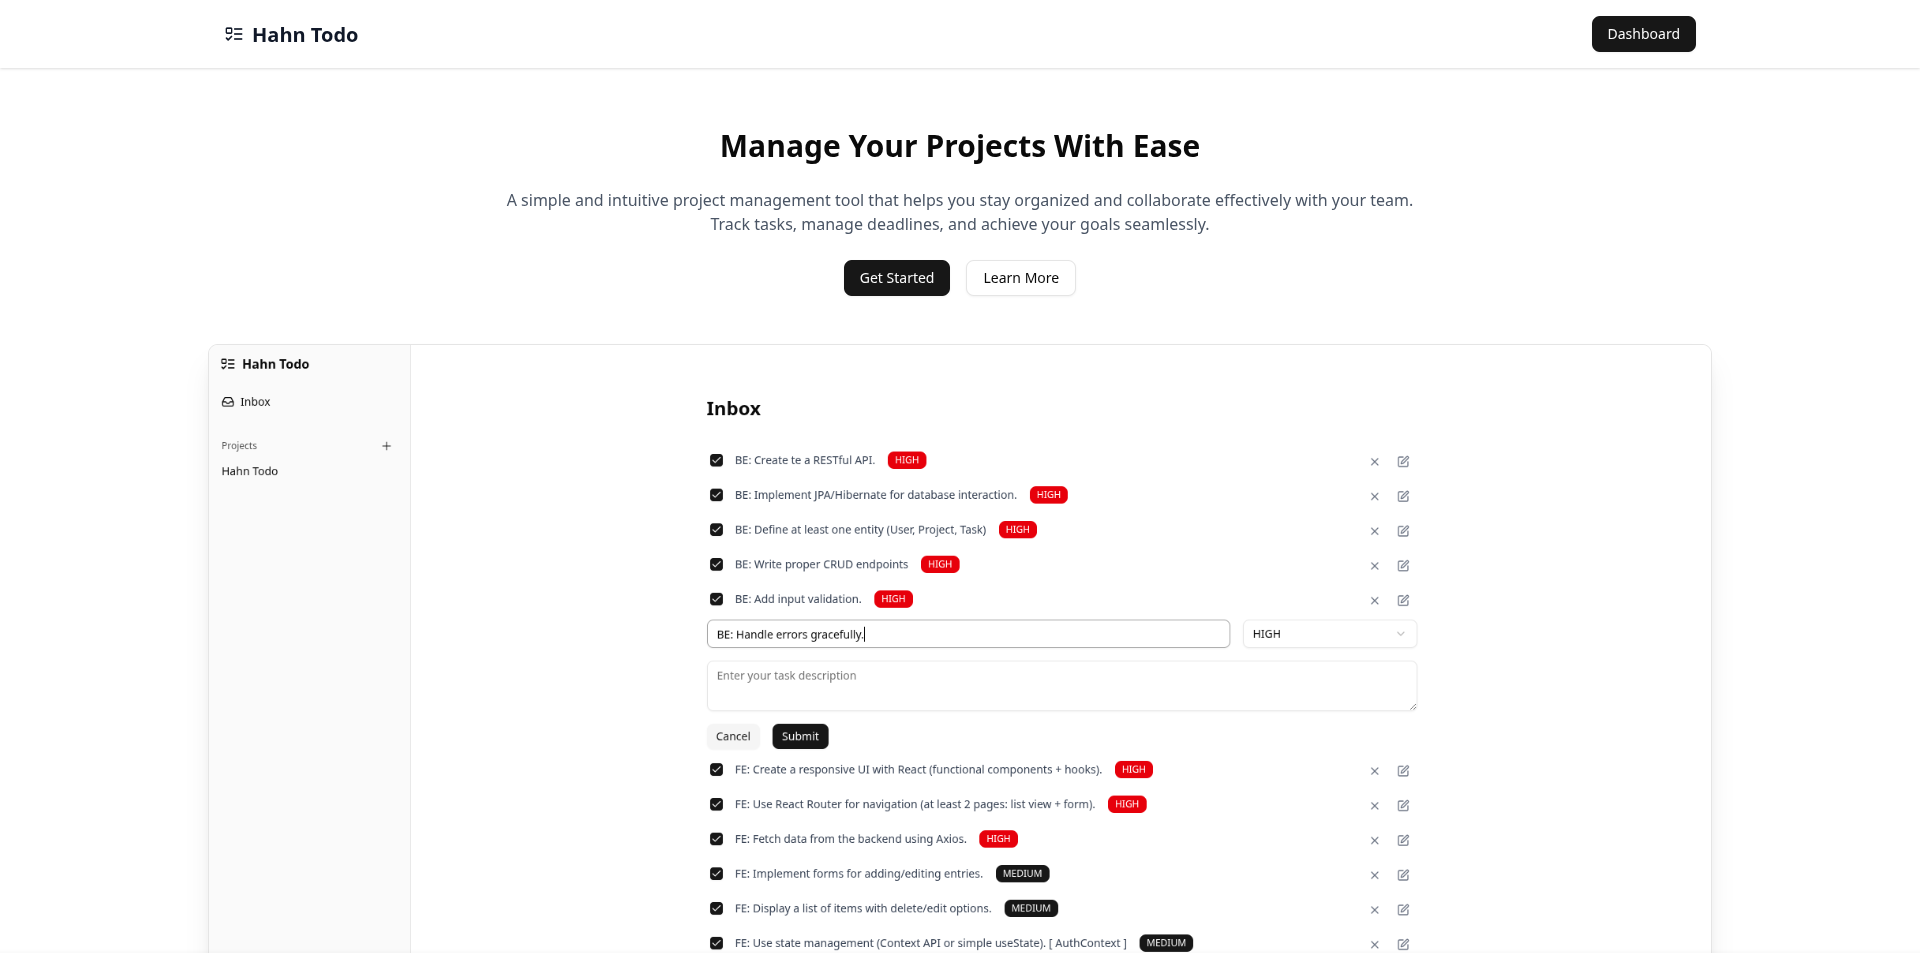 Hahn Todo
Dashboard
Manage Your Projects With Ease
A simple and intuitive project management tool that helps you stay organized and collaborate effectively with your team.
Track tasks, manage deadlines, and achieve your goals seamlessly.
Get Started
Learn More
Hahn Todo
Inbox
Projects
Hahn Todo
Inbox
BE: Create te a RESTful API. HIGH
BE: Implement JPA/Hibernate for database interaction. HIGH
BE: Define at least one entity (User, Project, Task) HIGH
BE: Write proper CRUD endpoints HIGH
BE: Add input validation. HIGH
BE: Handle errors gracefully. HIGH
Enter your task description
Cancel
Submit
FE: Create a responsive UI with React (functional components + hooks). HIGH
FE: Use React Router for navigation (at least 2 pages: list view + form). HIGH
FE: Fetch data from the backend using Axios. HIGH
FE: Implement forms for adding/editing entries. MEDIUM
FE: Display a list of items with delete/edit options. MEDIUM
FE: Use state management (Context API or simple useState). [ AuthContext ] MEDIUM